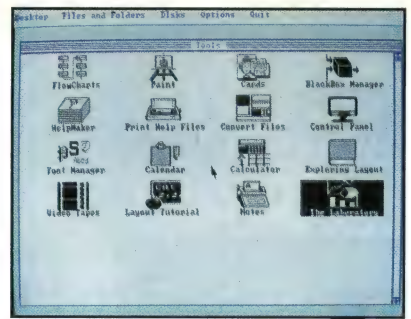 Desktop Files and Folders Disks Options Quit
Tools
FlowCharts Paint Cards BlackBox Manager
HelpMaker Print Help Files Convert Files Control Panel
Font Manager Calendar Calculator Exploring Layout
Video Tapes Layout Tutorial Notes The Laboratory